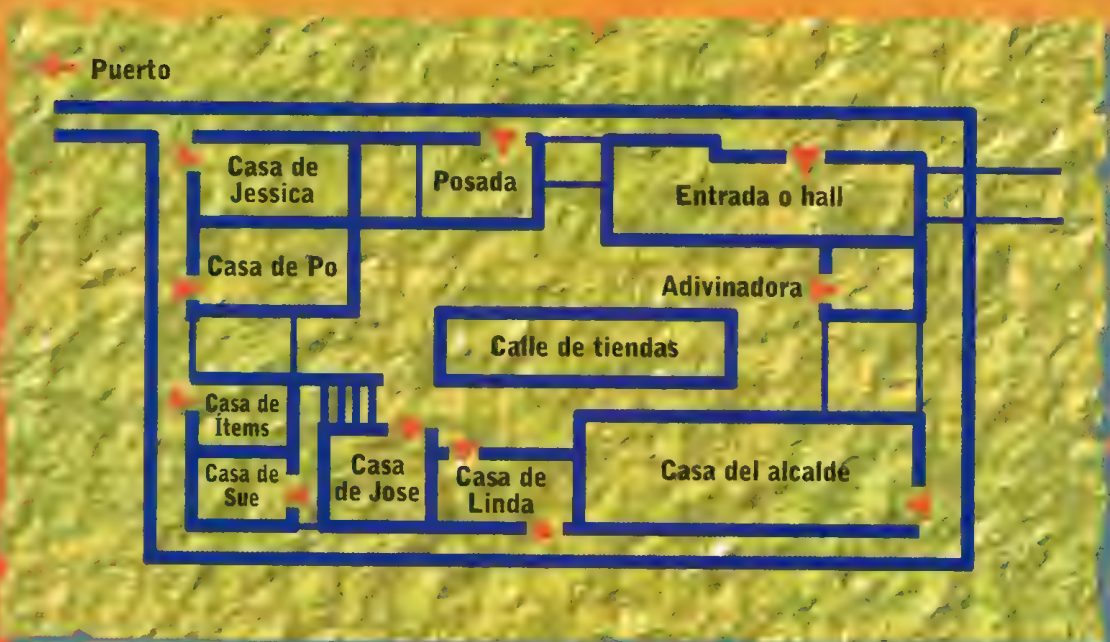 Puerto
Casa de
Jessica
Posada
Entrada o hall
Casa de Po
Adivinadora
Calle de tiendas
Casa de
Ítems
Casa de
Sue
Casa
de Jose
Casa de
Linda
Casa del alcalde